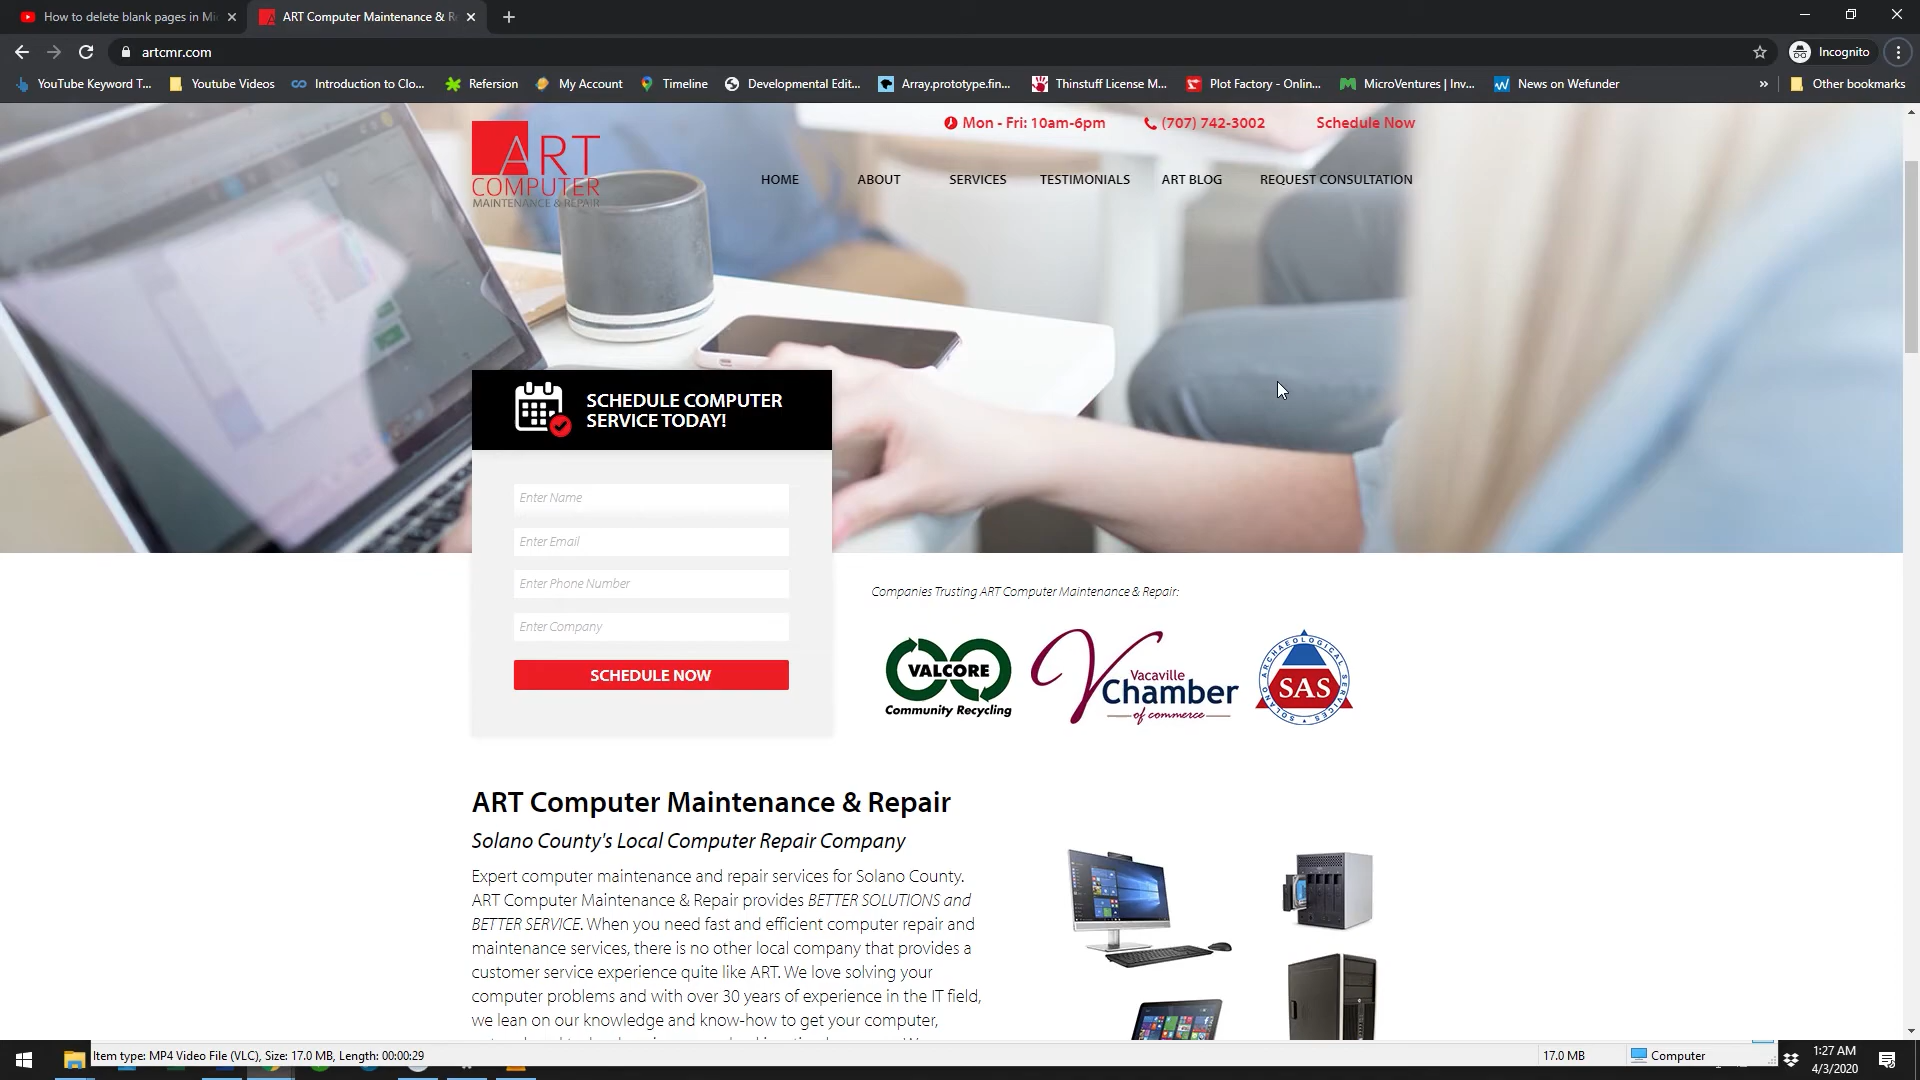 How to delete blank pages in Mi
ART Computer Maintenance & R
artcmr.com
Incognito
YouTube Keyword T...
Youtube Videos
Introduction to Clo...
Refersion
My Account
Timeline
Developmental Edit...
Array.prototype.fin...
Thinstuff License M...
Plot Factory - Onlin...
MicroVentures | Inv...
News on Wefunder
»
Other bookmarks
Mon - Fri: 10am-6pm
(707) 742-3002
Schedule Now
ART
COMPUTER
MAINTENANCE & REPAIR
HOME
ABOUT
SERVICES
TESTIMONIALS
ART BLOG
REQUEST CONSULTATION
SCHEDULE COMPUTER
SERVICE TODAY!
Enter Name
Enter Email
Enter Phone Number
Enter Company
SCHEDULE NOW
Companies Trusting ART Computer Maintenance & Repair:
VALCORE
Community Recycling
Vacaville
Chamber
of commerce
SOLANO ARCHAEOLOGICAL SERVICES
SAS
ART Computer Maintenance & Repair
Solano County's Local Computer Repair Company
Expert computer maintenance and repair services for Solano County.
ART Computer Maintenance & Repair provides BETTER SOLUTIONS and
BETTER SERVICE. When you need fast and efficient computer repair and
maintenance services, there is no other local company that provides a
customer service experience quite like ART. We love solving your
computer problems and with over 30 years of experience in the IT field,
we lean on our knowledge and know-how to get your computer,
Item type: MP4 Video File (VLC), Size: 17.0 MB, Length: 00:00:29
17.0 MB
Computer
1:27 AM
4/3/2020